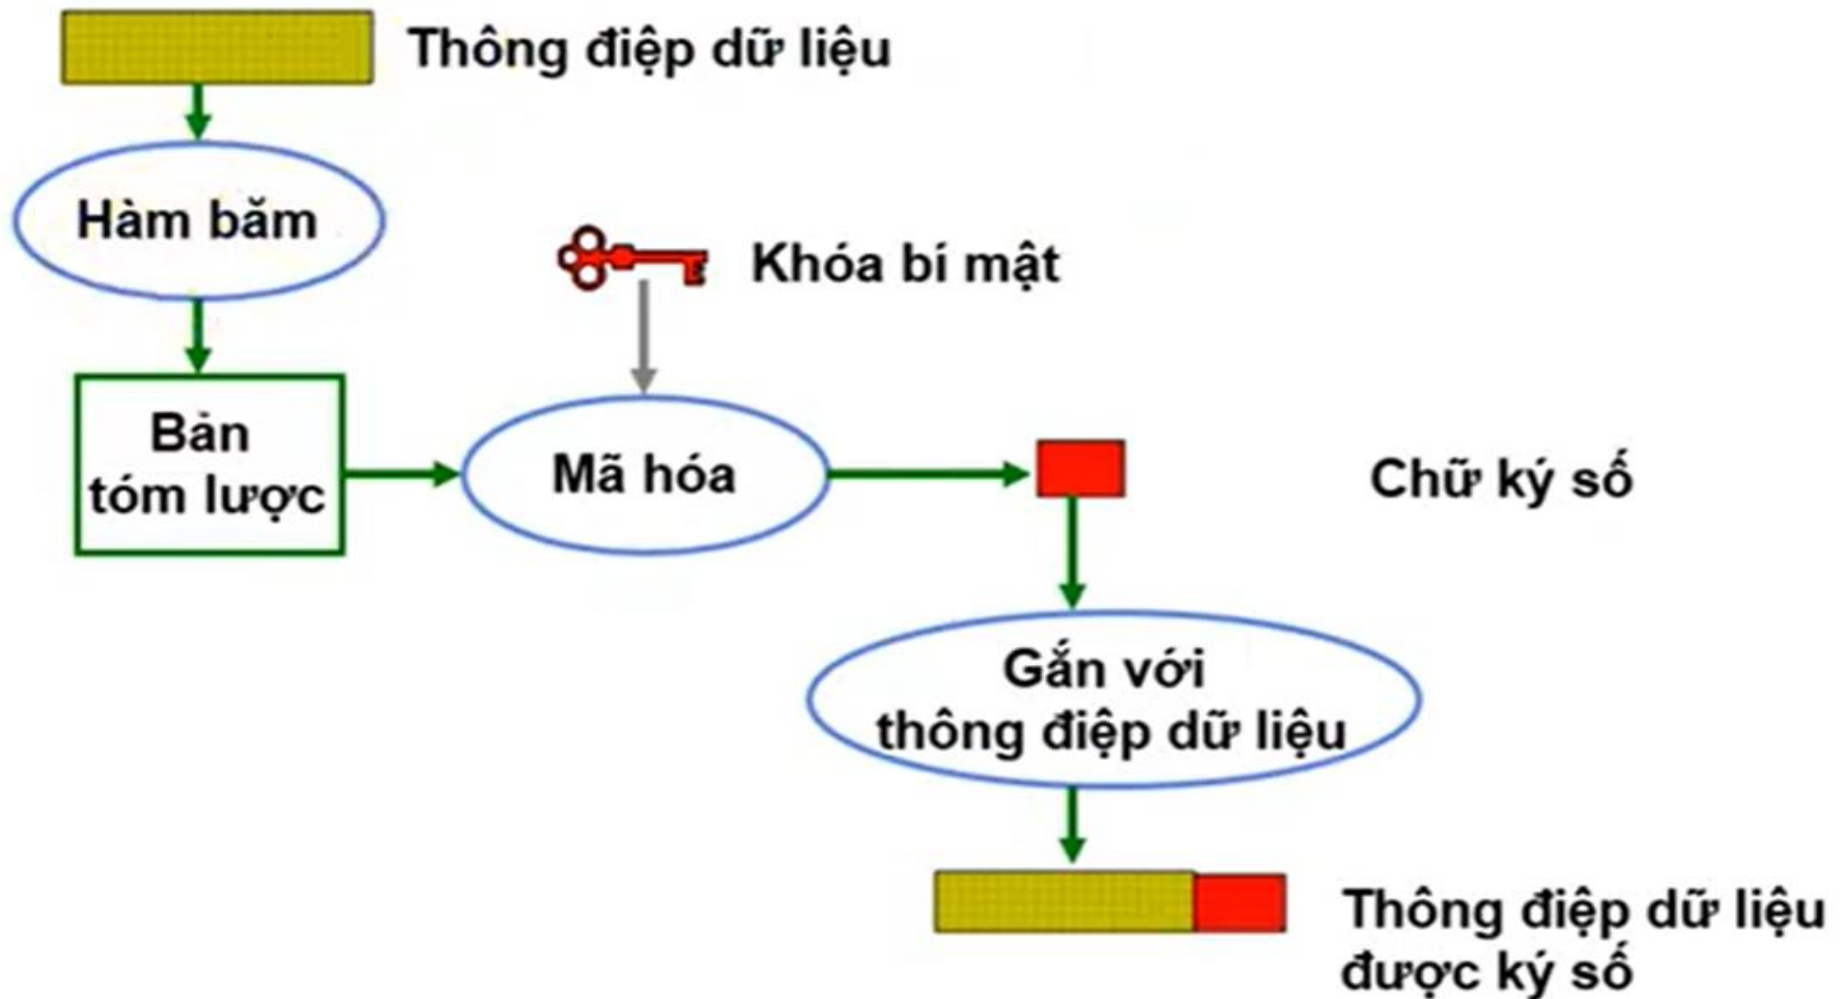 Thông điệp dữ liệu
Hàm băm
Khóa bí mật
Bản
tóm lược
Mã hóa
Chữ ký số
Gắn với
thông điệp dữ liệu
Thông điệp dữ liệu
được ký số